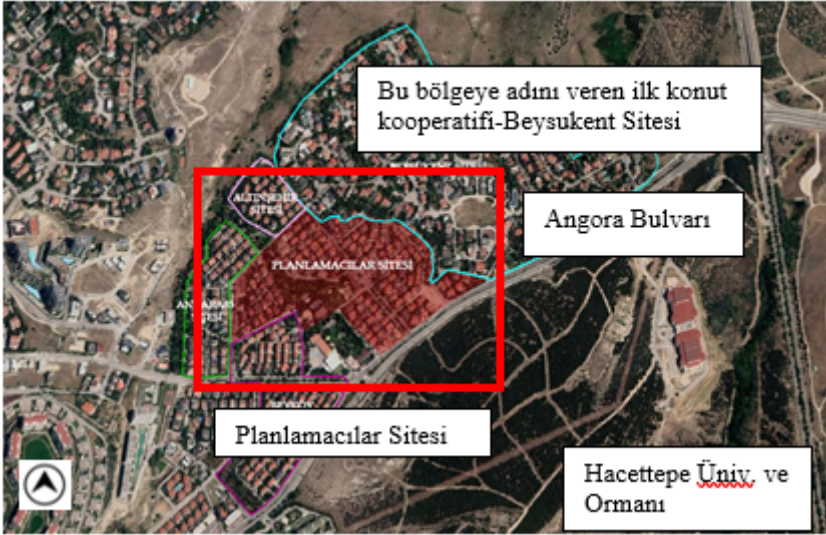 Bu bölgeye adını veren ilk konut
kooperatifi-Beysukent Sitesi
ALTINŞEHİR
SİTESİ
Angora Bulvarı
PLANLAMACILAR SİTESİ
Planlamacılar Sitesi
Hacettepe Üniv. ve
Ormanı